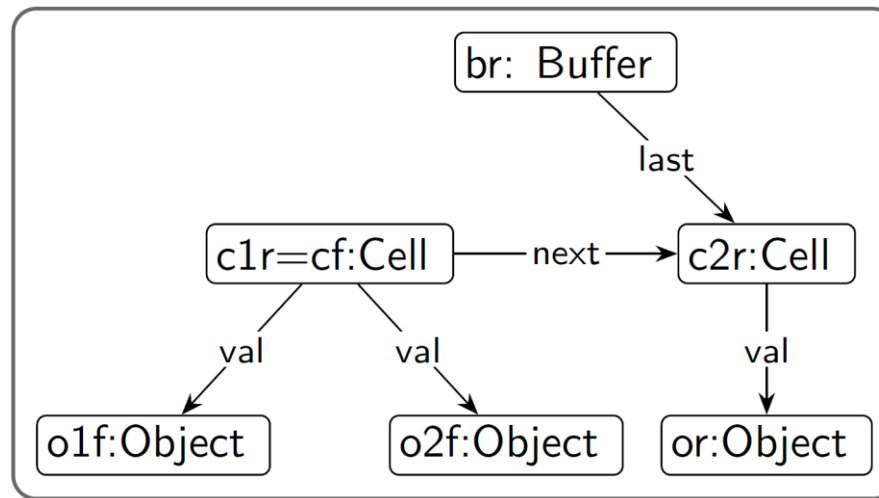 br: Buffer
last
c1r=cf:Cell
next
c2r:Cell
val
val
val
o1f:Object
o2f:Object
or:Object